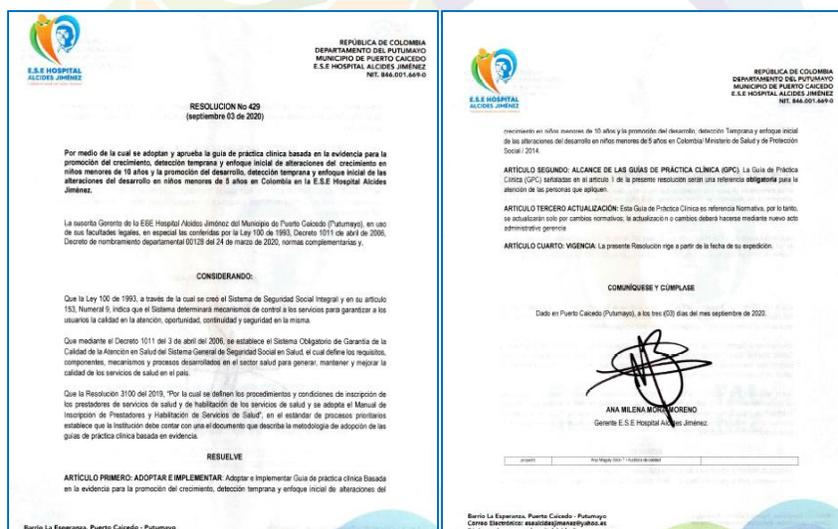 E.S.E HOSPITAL
ALCIDES JIMÉNEZ
REPÚBLICA DE COLOMBIA
DEPARTAMENTO DEL PUTUMAYO
MUNICIPIO DE PUERTO CAICEDO
E.S.E HOSPITAL ALCIDES JIMÉNEZ
NIT. 846.001.669-0
RESOLUCION No 429
(septiembre 03 de 2020)
Por medio de la cual se adoptan y aprueba la guía de práctica clínica basada en la evidencia para la
promoción del crecimiento, detección temprana y enfoque inicial de alteraciones del crecimiento en
niños menores de 10 años y la promoción del desarrollo, detección temprana y enfoque inicial de las
alteraciones del desarrollo en niños menores de 5 años en Colombia en la E.S.E Hospital Alcides
Jiménez.
La suscrita Gerente de la ESE Hospital Alcides Jiménez del Municipio de Puerto Caicedo (Putumayo), en uso
de sus facultades legales, en especial las conferidas por la Ley 100 de 1993, Decreto 1011 de abril de 2006,
Decreto de nombramiento departamental 00128 del 24 de marzo de 2020, normas complementarias y,
CONSIDERANDO:
Que la Ley 100 de 1993, a través de la cual se creó el Sistema de Seguridad Social Integral y en su artículo
153, Numeral 9, indica que el Sistema determinará mecanismos de control a los servicios para garantizar a los
usuarios la calidad en la atención, oportunidad, continuidad y seguridad en la misma.
Que mediante el Decreto 1011 del 3 de abril del 2006, se establece el Sistema Obligatorio de Garantía de la
Calidad de la Atención en Salud del Sistema General de Seguridad Social en Salud, el cual define los requisitos,
componentes, mecanismos y procesos desarrollados en el sector salud para generar, mantener y mejorar la
calidad de los servicios de salud en el país.
Que la Resolución 3100 del 2019, "Por la cual se definen los procedimientos y condiciones de inscripción de
los prestadores de servicios de salud y de habilitación de los servicios de salud y se adopta el Manual de
Inscripción de Prestadores y Habilitación de Servicios de Salud", en el estándar de procesos prioritarios
establece que la Institución debe contar con una el documento que describa la metodología de adopción de las
guías de práctica clínica basadas en evidencia.
RESUELVE
ARTÍCULO PRIMERO: ADOPTAR E IMPLEMENTAR: Adoptar e Implementar Guía de práctica clínica Basada
en la evidencia para la promoción del crecimiento, detección temprana y enfoque inicial de alteraciones del
Barrio La Esperanza, Puerto Caicedo - Putumayo
E.S.E HOSPITAL
ALCIDES JIMÉNEZ
REPÚBLICA DE COLOMBIA
DEPARTAMENTO DEL PUTUMAYO
MUNICIPIO DE PUERTO CAICEDO
E.S.E HOSPITAL ALCIDES JIMÉNEZ
NIT. 846.001.669-0
crecimiento en niños menores de 10 años y la promoción del desarrollo, detección Temprana y enfoque inicial
de las alteraciones del desarrollo en niños menores de 5 años en Colombia/ Ministerio de Salud y de Protección
Social / 2014.
ARTÍCULO SEGUNDO: ALCANCE DE LAS GUÍAS DE PRÁCTICA CLÍNICA (GPC). La Guía de Práctica
Clínica (GPC) señaladas en el artículo 1 de la presente resolución serán una referencia obligatoria para la
atención de las personas que apliquen.
ARTÍCULO TERCERO ACTUALIZACIÓN: Esta Guía de Práctica Clínica es referencia Normativa, por lo tanto,
se actualizarán solo por cambios normativos; la actualización o cambios deberá hacerse mediante nuevo acto
administrativo gerencia
ARTÍCULO CUARTO: VIGENCIA: La presente Resolución rige a partir de la fecha de su expedición.
COMUNÍQUESE Y CÚMPLASE
Dado en Puerto Caicedo (Putumayo), a los tres (03) días del mes septiembre de 2020.
ANA MILENA MORA MORENO
Gerente E.S.E Hospital Alcides Jiménez.
Barrio La Esperanza, Puerto Caicedo - Putumayo
Correo Electrónico: esealcidesjimenez@yahoo.es